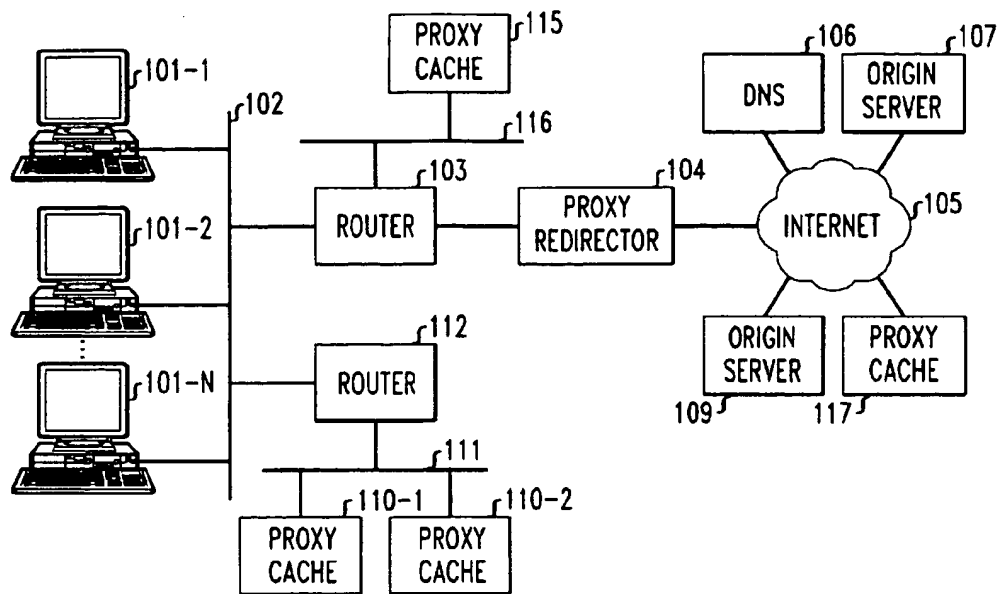 115
PROXY
CACHE
106
DNS
107
ORIGIN
SERVER
101-1
102
116
103
ROUTER
104
PROXY
REDIRECTOR
INTERNET
105
101-2
112
ROUTER
ORIGIN
SERVER
109
PROXY
CACHE
117
101-N
111
110-1
PROXY
CACHE
110-2
PROXY
CACHE